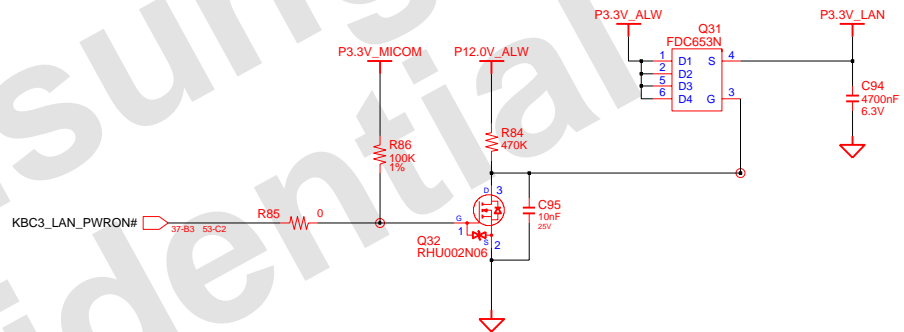 P3.3V_ALW
P3.3V_LAN
Q31
FDC653N
P3.3V_MICOM
P12.0V_ALW
1 D1 S 4
2 D2
5 D3
6 D4 G 3
C94
4700nF
6.3V
R86
100K
1%
R84
470K
D 3
C95
10nF
25V
KBC3_LAN_PWRON#
37-B3 53-C2
R85 0
G
1
S 2
Q32
RHU002N06
sung
idential